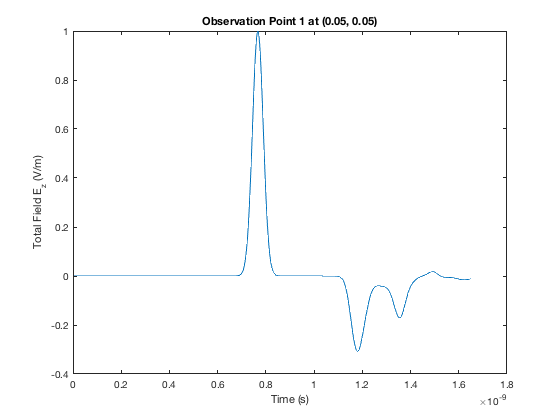 Observation Point 1 at (0.05, 0.05)
Total Field E_z (V/m)
1
0.8
0.6
0.4
0.2
0
-0.2
-0.4
0 0.2 0.4 0.6 0.8 1 1.2 1.4 1.6 1.8
Time (s)
×10^-9